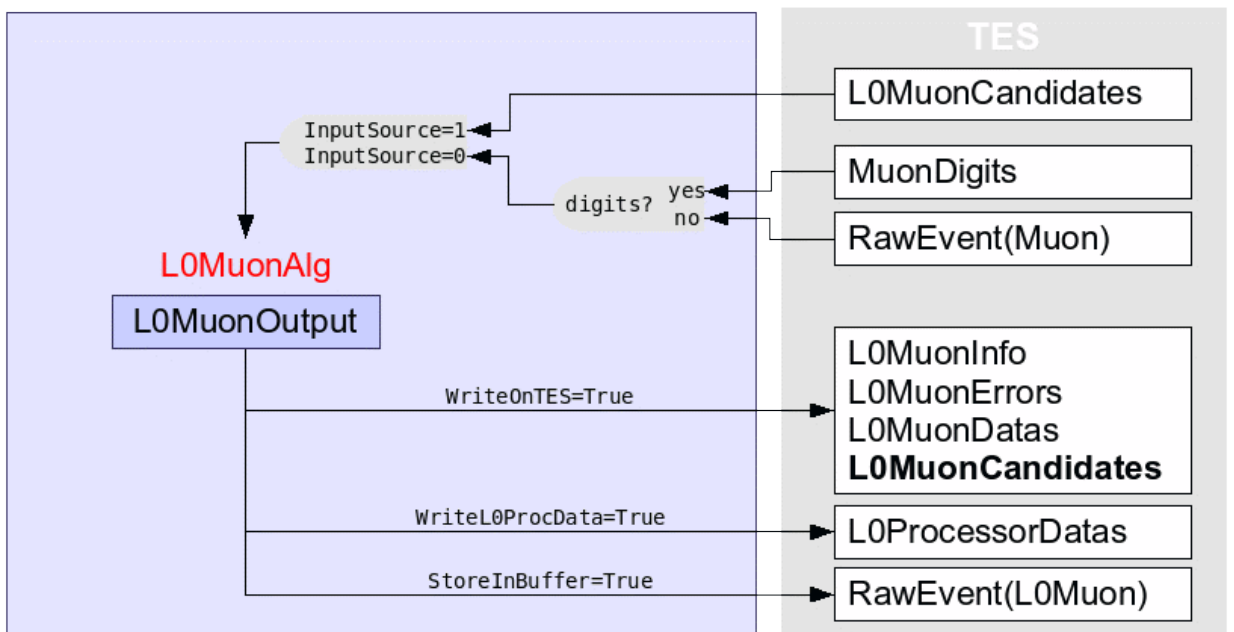 TES
L0MuonCandidates
InputSource=1
InputSource=0
MuonDigits
digits? yes
no
RawEvent(Muon)
L0MuonAlg
L0MuonOutput
L0MuonInfo
L0MuonErrors
L0MuonDatas
L0MuonCandidates
WriteOnTES=True
WriteL0ProcData=True
L0ProcessorDatas
StoreInBuffer=True
RawEvent(L0Muon)